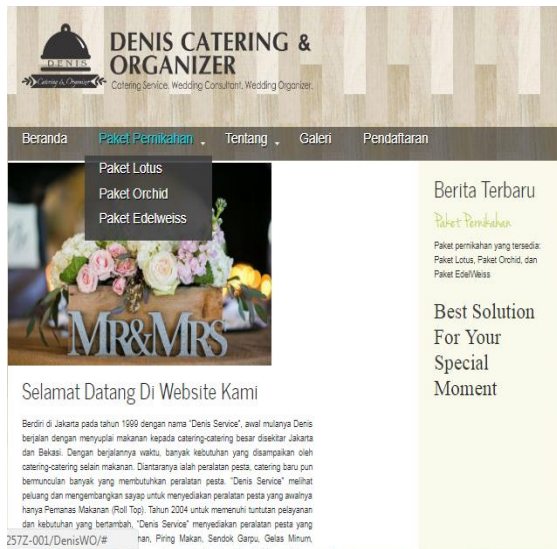 DENIS
Catering & Organizer
DENIS CATERING &
ORGANIZER
Catering Service, Wedding Consultant, Wedding Organizer.
Beranda Paket Pernikahan Tentang Galeri Pendaftaran
Paket Lotus
Paket Orchid
Paket Edelweiss
MR&MRS
Selamat Datang Di Website Kami
Berdiri di Jakarta pada tahun 1999 dengan nama "Denis Service", awal mulanya Denis
berjalan dengan menyuplai makanan kepada catering-catering besar disekitar Jakarta
dan Bekasi. Dengan berjalannya waktu, banyak kebutuhan yang disampaikan oleh
catering-catering selain makanan. Diantaranya ialah peralatan pesta, catering baru pun
bermunculan banyak yang membutuhkan peralatan pesta. "Denis Service" melihat
peluang dan mengembangkan sayap untuk menyediakan peralatan pesta yang awalnya
hanya Pemanas Makanan (Roll Top). Tahun 2004 untuk memenuhi tuntutan pelayanan
dan kebutuhan yang bertambah, "Denis Service" menyediakan peralatan pesta yang
Piring Makan, Sendok Garpu, Gelas Minum,
257Z-001/DenisWO/#
Berita Terbaru
Paket Pernikahan
Paket pernikahan yang tersedia:
Paket Lotus, Paket Orchid, dan
Paket EdelWeiss
Best Solution
For Your
Special
Moment